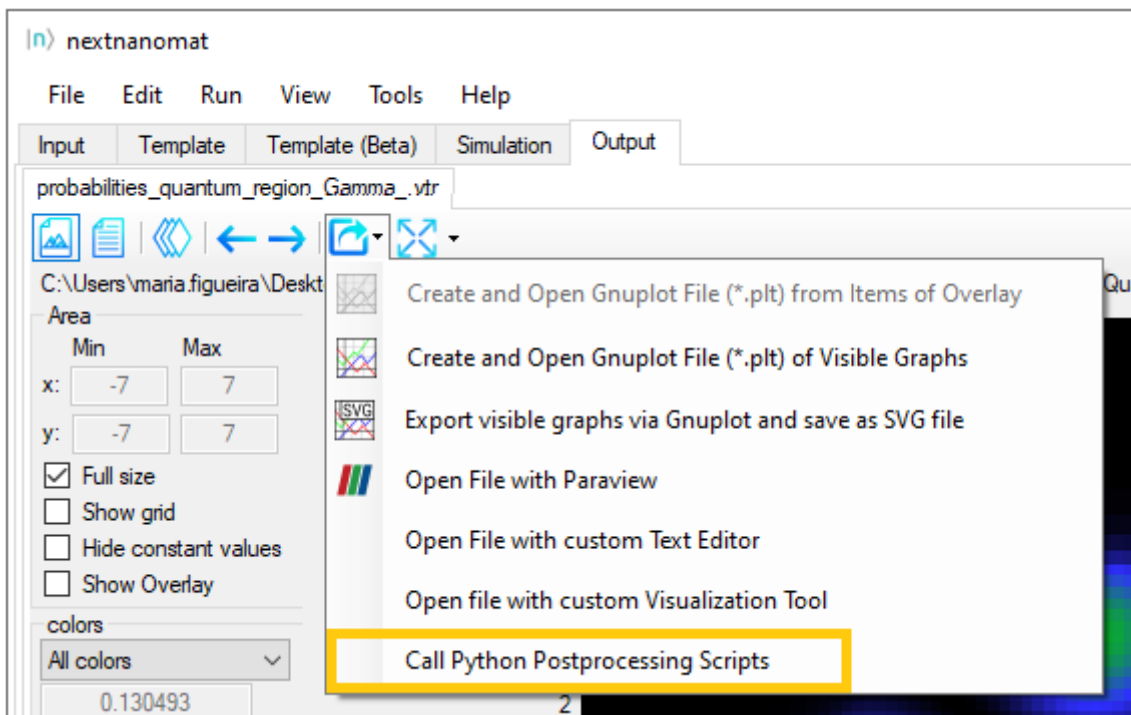 |n⟩ nextnanomat
File Edit Run View Tools Help
Input Template Template (Beta) Simulation Output
probabilities_quantum_region_Gamma_.vtr
C:\Users\maria.figueira\Deskt
Qu
Area
Min Max
x: -7 7
y: -7 7
Full size
Show grid
Hide constant values
Show Overlay
colors
All colors
0.130493
2
Create and Open Gnuplot File (*.plt) from Items of Overlay
Create and Open Gnuplot File (*.plt) of Visible Graphs
SVG
Export visible graphs via Gnuplot and save as SVG file
Open File with Paraview
Open File with custom Text Editor
Open file with custom Visualization Tool
Call Python Postprocessing Scripts